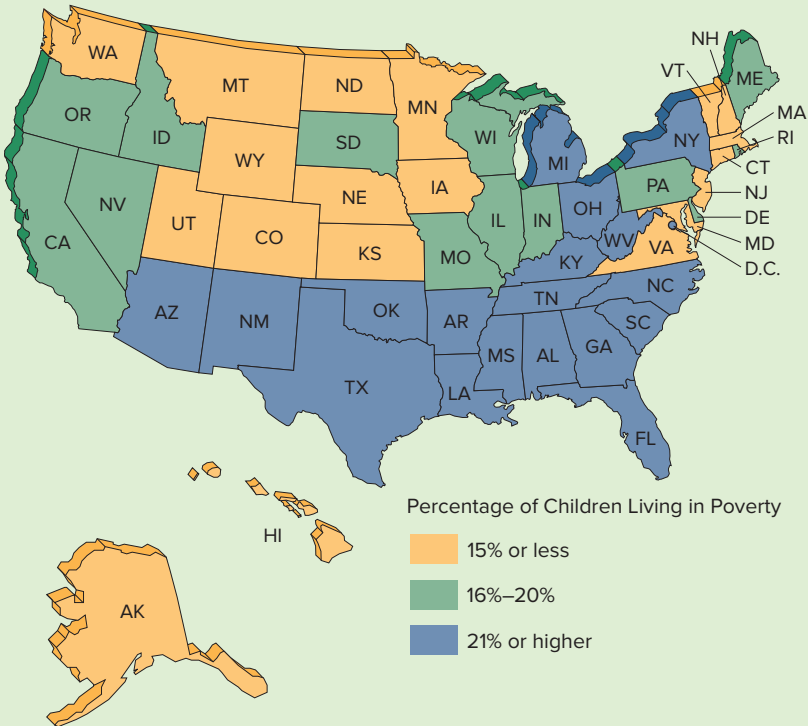 NH
WA
VT
ME
MT
ND
MN
MA
OR
RI
ID
WI
NY
SD
MI
WY
CT
PA
IA
NJ
NE
NV
OH
DE
IL
IN
UT
WV
MD
CA
CO
VA
KS
MO
KY
D.C.
NC
TN
AZ
OK
NM
AR
SC
MS
AL
GA
TX
LA
FL
Percentage of Children Living in Poverty
HI
15% or less
16%–20%
AK
21% or higher